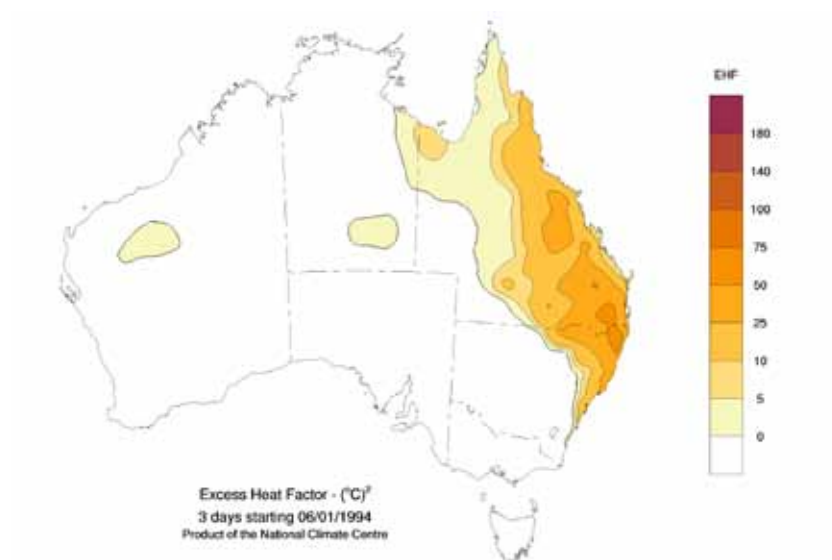 EHF
180
140
100
75
50
25
10
5
0
Excess Heat Factor - (°C)²
3 days starting 06/01/1994
Product of the National Climate Centre